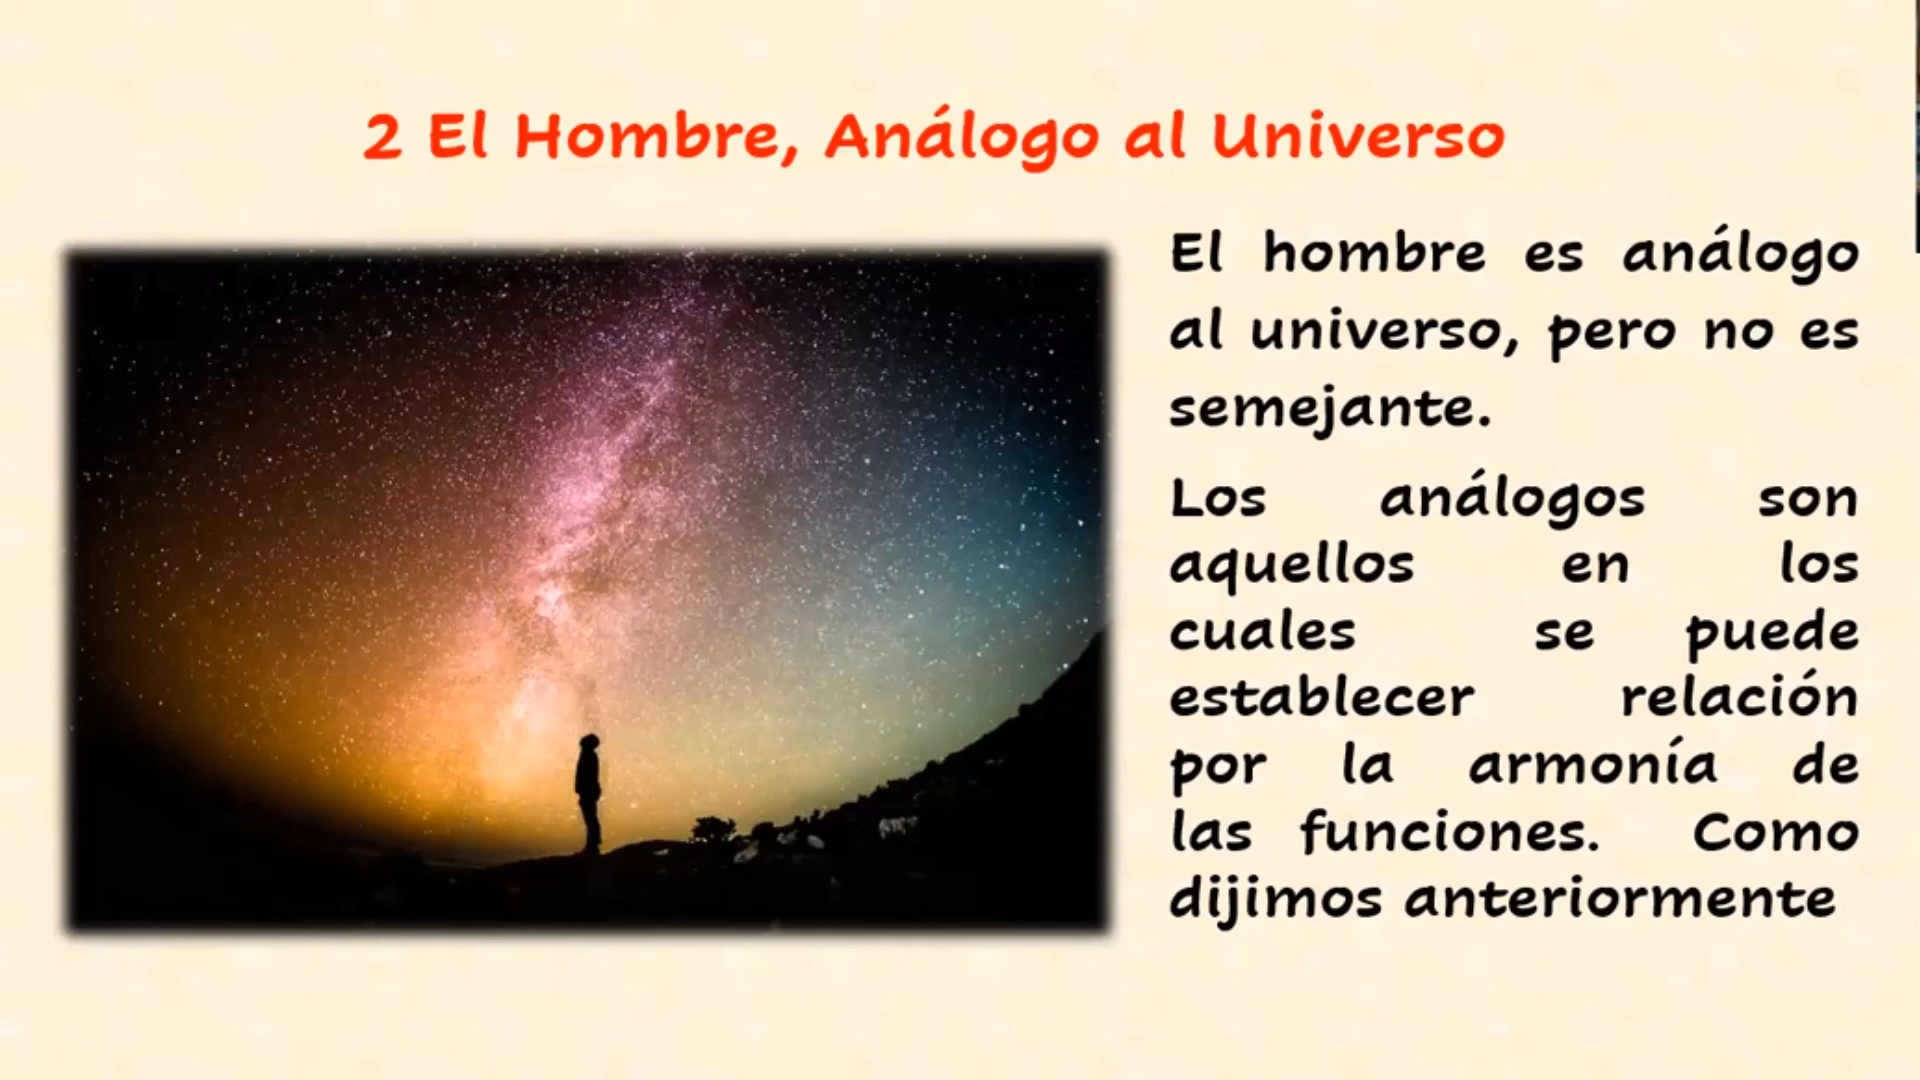 2 El Hombre, Análogo al Universo
El hombre es análogo
al universo, pero no es
semejante.
Los análogos son
aquellos en los
cuales se puede
establecer relación
por la armonía de
las funciones. Como
dijimos anteriormente